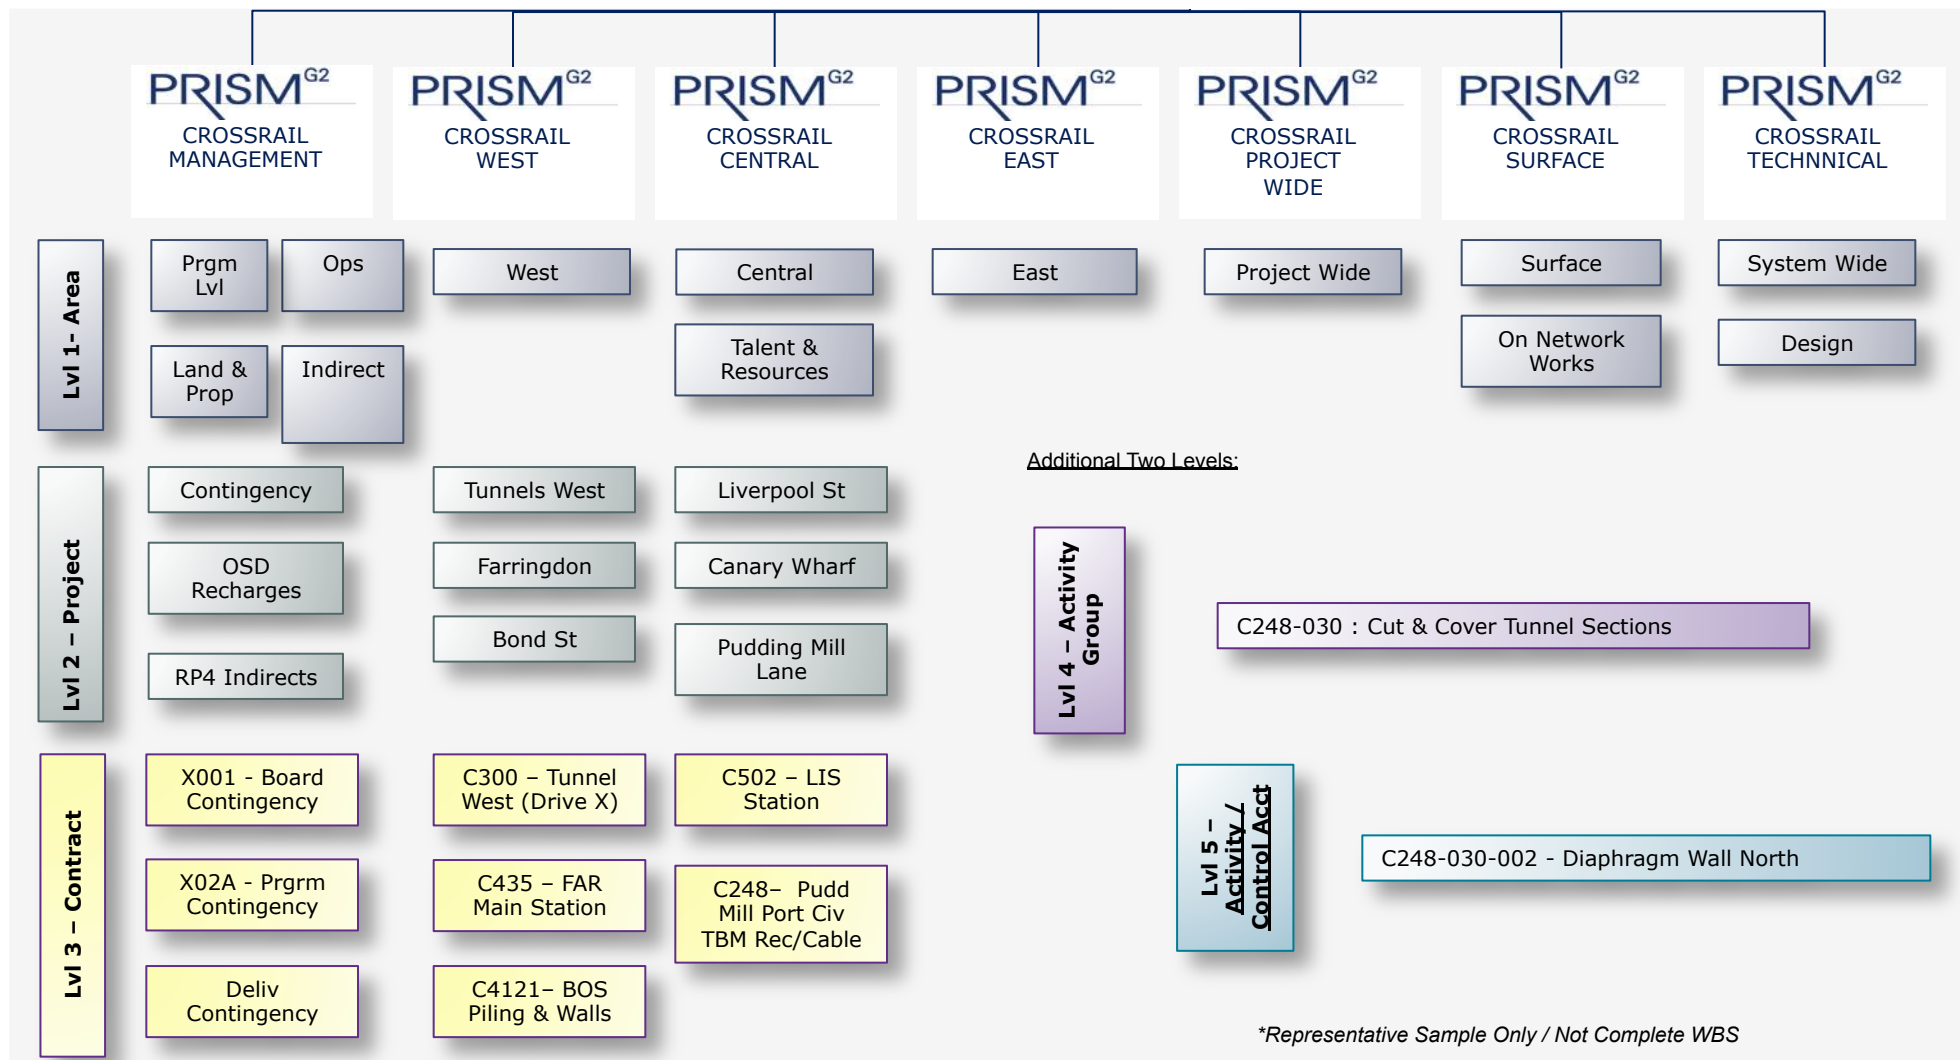 PRISM G2
CROSSRAIL
MANAGEMENT
PRISM G2
CROSSRAIL
WEST
PRISM G2
CROSSRAIL
CENTRAL
PRISM G2
CROSSRAIL
EAST
PRISM G2
CROSSRAIL
PROJECT
WIDE
PRISM G2
CROSSRAIL
SURFACE
PRISM G2
CROSSRAIL
TECHNNICAL
Lvl 1- Area
Prgm
Lvl
Ops
Land &
Prop
Indirect
West
Central
Talent &
Resources
East
Project Wide
Surface
On Network
Works
System Wide
Design
Lvl 2 – Project
Contingency
OSD
Recharges
RP4 Indirects
Tunnels West
Farringdon
Bond St
Liverpool St
Canary Wharf
Pudding Mill
Lane
Lvl 3 – Contract
X001 - Board
Contingency
X02A - Prgrm
Contingency
Deliv
Contingency
C300 – Tunnel
West (Drive X)
C435 – FAR
Main Station
C4121– BOS
Piling & Walls
C502 – LIS
Station
C248–  Pudd
Mill Port Civ
TBM Rec/Cable
Additional Two Levels:
Lvl 4 – Activity
Group
C248-030 : Cut & Cover Tunnel Sections
Lvl 5 –
Activity /
Control Acct
C248-030-002 - Diaphragm Wall North
*Representative Sample Only / Not Complete WBS